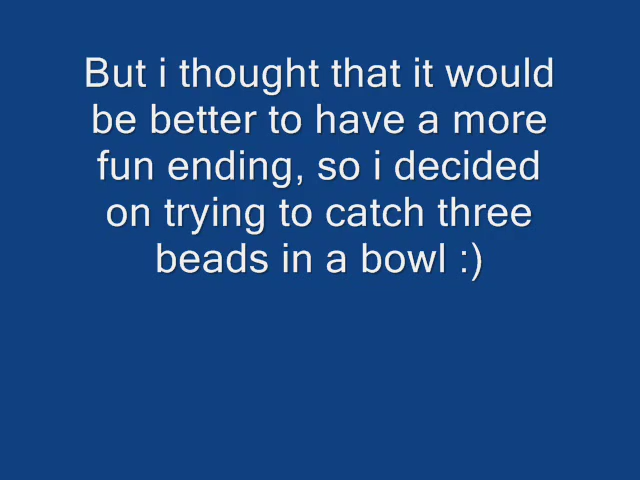 But i thought that it would
be better to have a more
fun ending, so i decided
on trying to catch three
beads in a bowl :)